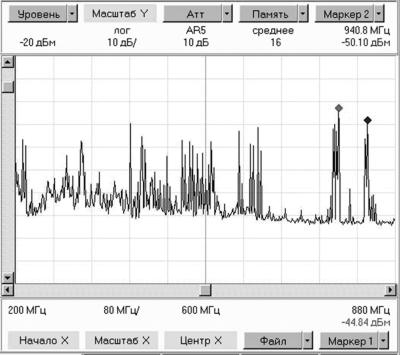 Уровень Масштаб Y Атт Память Маркер 2
лог AR5 среднее 940.8 МГц
-20 дБм 10 дБ/ 10 дБ 16 -50.10 дБм
200 МГц 80 МГц/ 600 МГц 880 МГц
-44.84 дБм
Начало X Масштаб X Центр X Файл Маркер 1